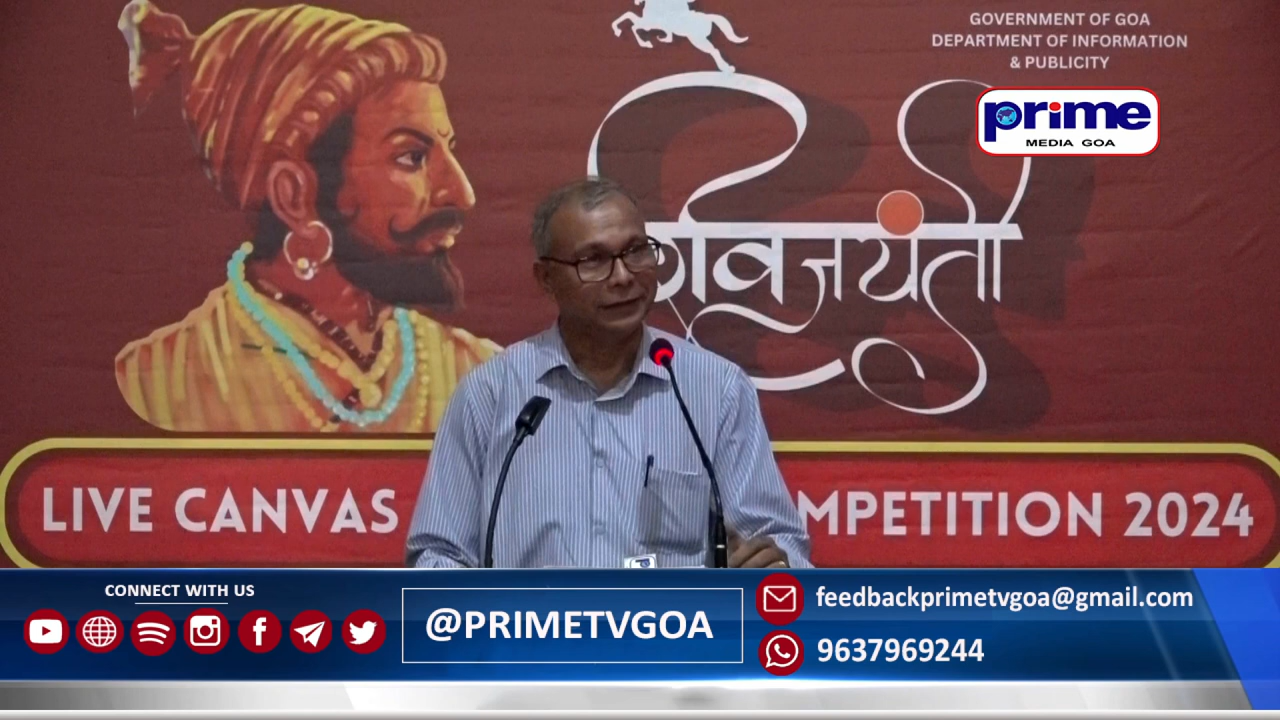 GOVERNMENT OF GOA
DEPARTMENT OF INFORMATION
& PUBLICITY
prime
MEDIA GOA
शिवजयंती
LIVE CANVAS
MPETITION 2024
CONNECT WITH US
@PRIMETVGOA
feedbackprimetvgoa@gmail.com
9637969244